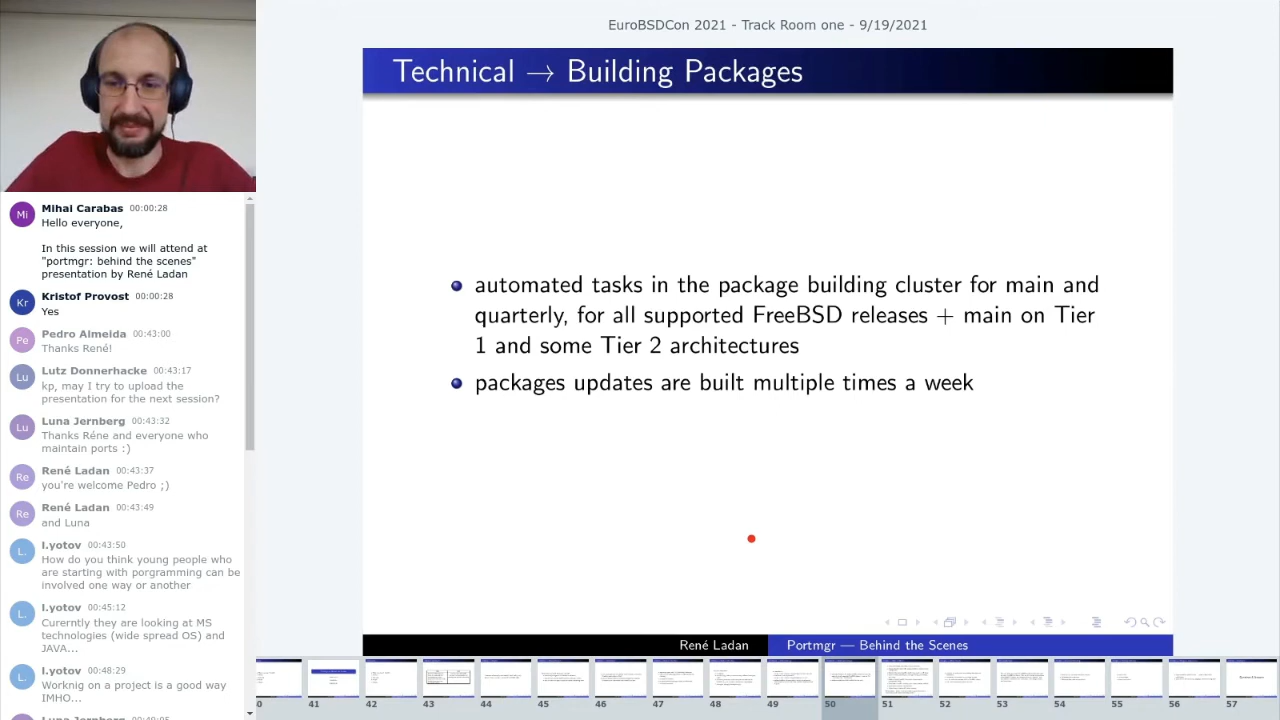 EuroBSDCon 2021 - Track Room one - 9/19/2021
Technical → Building Packages
automated tasks in the package building cluster for main and
quarterly, for all supported FreeBSD releases + main on Tier
1 and some Tier 2 architectures
packages updates are built multiple times a week
René Ladan
Portmgr — Behind the Scenes
Mi
Mihai Carabas 00:00:28
Hello everyone,
In this session we will attend at
"portmgr: behind the scenes"
presentation by René Ladan
Kr
Kristof Provost 00:00:28
Yes
Pe
Pedro Almeida 00:43:00
Thanks René!
Lu
Lutz Donnerhacke 00:43:17
kp, may I try to upload the
presentation for the next session?
Lu
Luna Jernberg 00:43:32
Thanks Réne and everyone who
maintain ports :)
Re
René Ladan 00:43:37
you're welcome Pedro ;)
Re
René Ladan 00:43:49
and Luna
I.
I.yotov 00:43:50
How do you think young people who
are starting with porgramming can be
involved one way or another
I.
I.yotov 00:45:12
Curerntly they are looking at MS
technologies (wide spread OS) and
JAVA...
I.
I.yotov 00:48:29
Worknig on a project is a good way
IMHO...
41
42
43
44
45
46
47
48
49
50
51
52
53
54
55
56
57